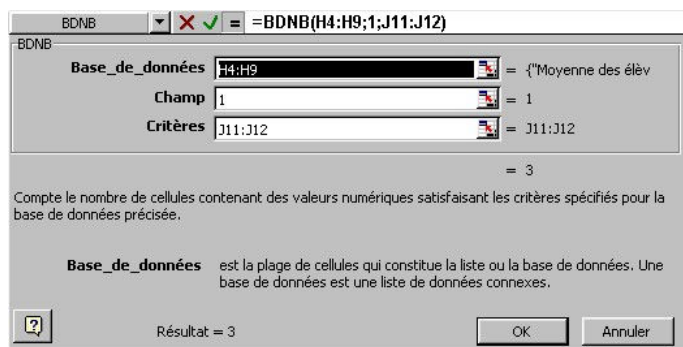 BDNB = =BDNB(H4:H9;1;J11:J12)
BDNB
Base_de_données H4:H9 = {"Moyenne des élèv
Champ 1 = 1
Critères J11:J12 = J11:J12
= 3
Compte le nombre de cellules contenant des valeurs numériques satisfaisant les critères spécifiés pour la
base de données précisée.
Base_de_données est la plage de cellules qui constitue la liste ou la base de données. Une
base de données est une liste de données connexes.
Résultat = 3 OK Annuler